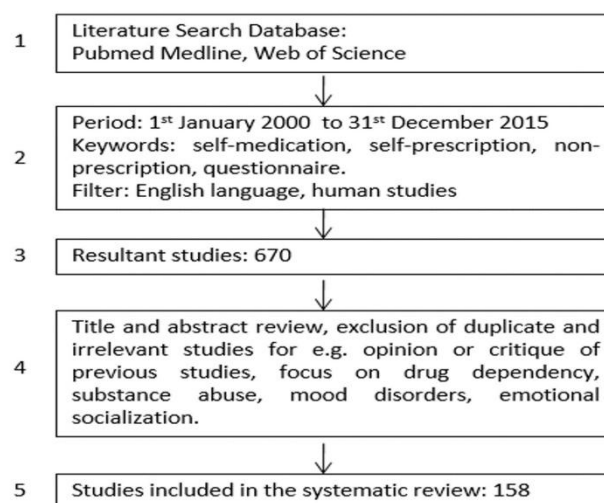 1
Literature Search Database:
Pubmed Medline, Web of Science
2
Period: 1st January 2000 to 31st December 2015
Keywords: self-medication, self-prescription, non-
prescription, questionnaire.
Filter: English language, human studies
3
Resultant studies: 670
4
Title and abstract review, exclusion of duplicate and
irrelevant studies for e.g. opinion or critique of
previous studies, focus on drug dependency,
substance abuse, mood disorders, emotional
socialization.
5
Studies included in the systematic review: 158